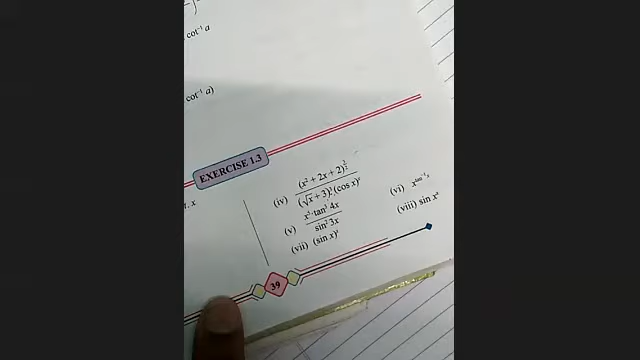 cot⁻¹ a
cot⁻¹ a)
EXERCISE 1.3
x
(iv) (x² + 2x + 2)^(3/2) / (√x + 3)³ (cos x)ˣ
(v) x³·tan³ 4x / sin² 3x
(vi) x^(tan⁻¹ x)
(vii) (sin x)ˣ
(viii) sin xˣ
39